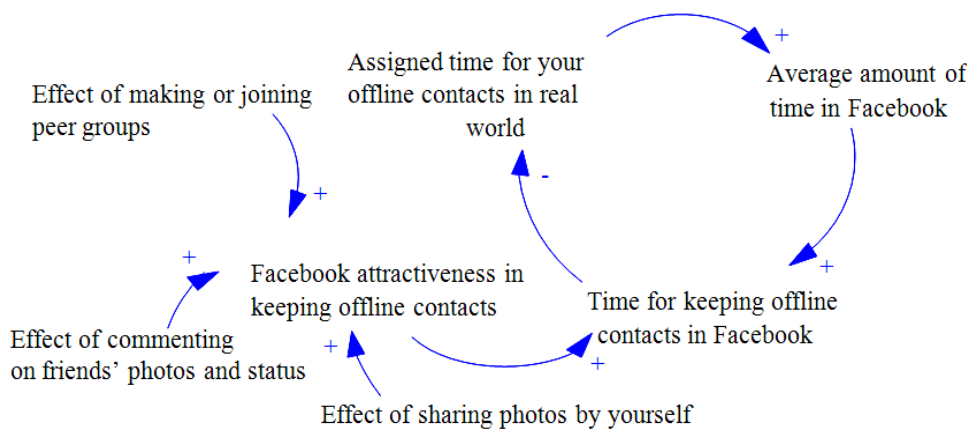 Assigned time for your
offline contacts in real
world
+
Average amount of
time in Facebook
Effect of making or joining
peer groups
+
-
+
Facebook attractiveness in
keeping offline contacts
+
Time for keeping offline
contacts in Facebook
Effect of commenting
on friends’ photos and status
+
+
Effect of sharing photos by yourself